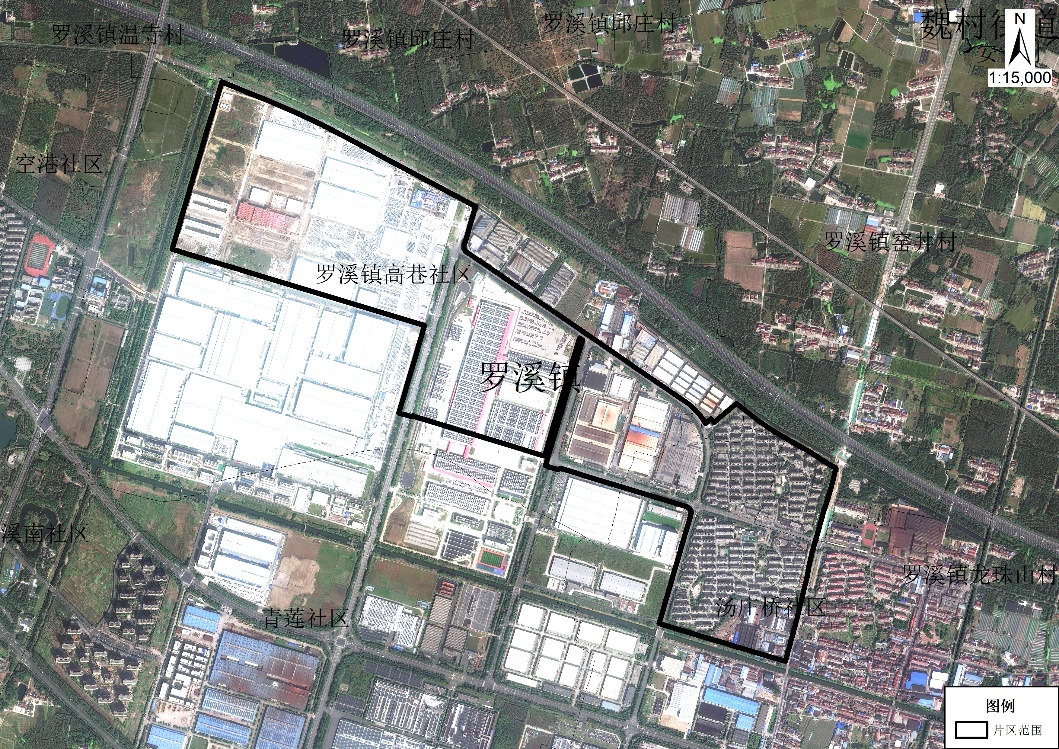 罗溪镇温寺村
罗溪镇邱庄村
罗溪镇邱庄村
魏村街道
N
1:15,000
空港社区
罗溪镇窑井村
罗溪镇高巷社区
罗溪镇
溪南社区
罗溪镇龙珠山村
汤庄桥社区
青莲社区
图例
片区范围